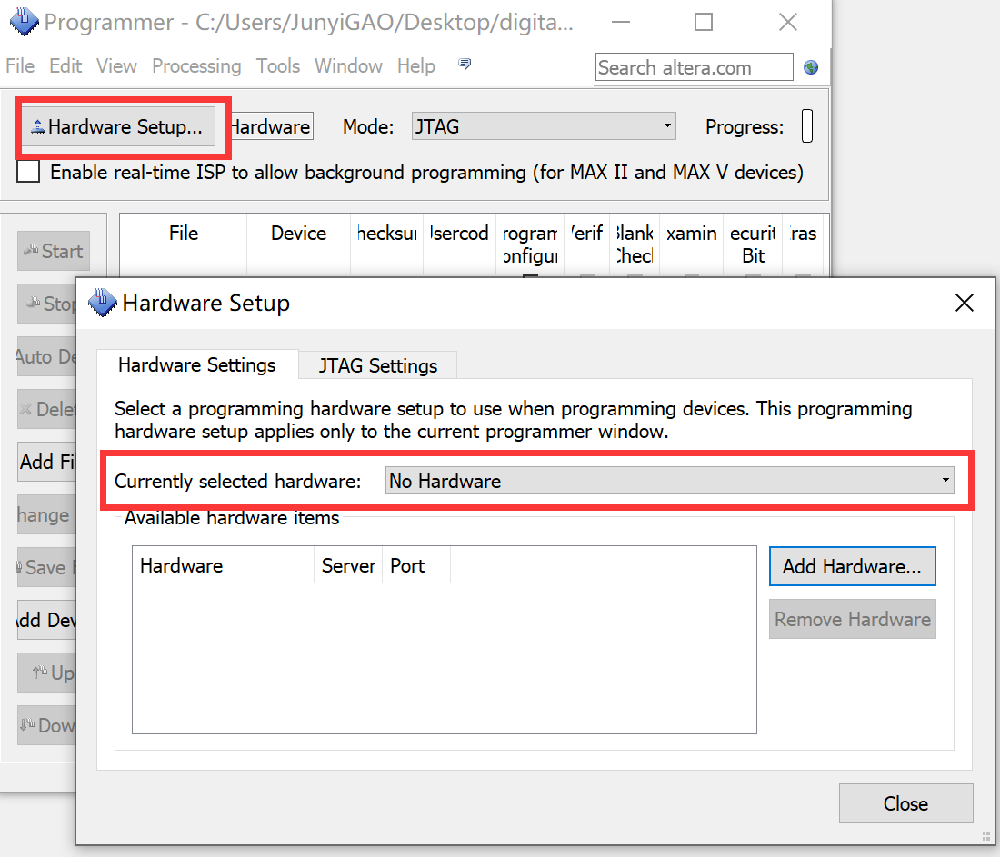 Programmer - C:/Users/JunyiGAO/Desktop/digita...
File Edit View Processing Tools Window Help
Search altera.com
Hardware Setup... Hardware Mode: JTAG Progress:
Enable real-time ISP to allow background programming (for MAX II and MAX V devices)
File Device hecksur Jsercod rogram 'erif Blank xamin ecurit ras
onfigur Chec Bit
Start
Stop
Auto De
Delet
Add Fi
hange
Save F
dd Dev
Up
Dow
Hardware Setup
Hardware Settings JTAG Settings
Select a programming hardware setup to use when programming devices. This programming
hardware setup applies only to the current programmer window.
Currently selected hardware: No Hardware
Available hardware items
Hardware Server Port
Add Hardware...
Remove Hardware
Close